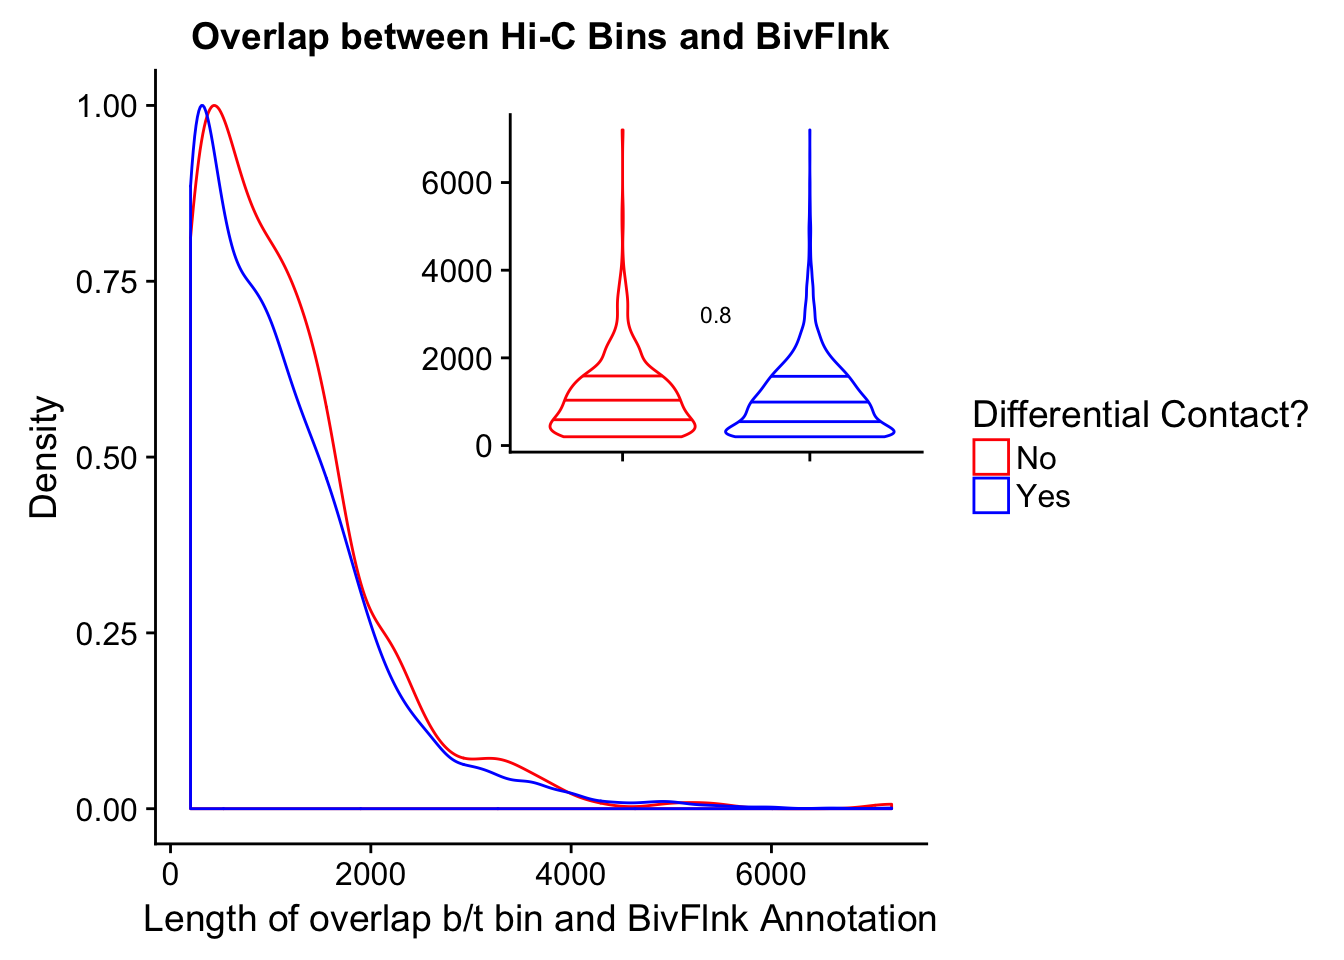 Overlap between Hi-C Bins and BivFlnk
1.00
0.75
0.50
0.25
0.00
Density
0
2000
4000
6000
Length of overlap b/t bin and BivFlnk Annotation
6000
4000
2000
0
0.8
Differential Contact?
No
Yes